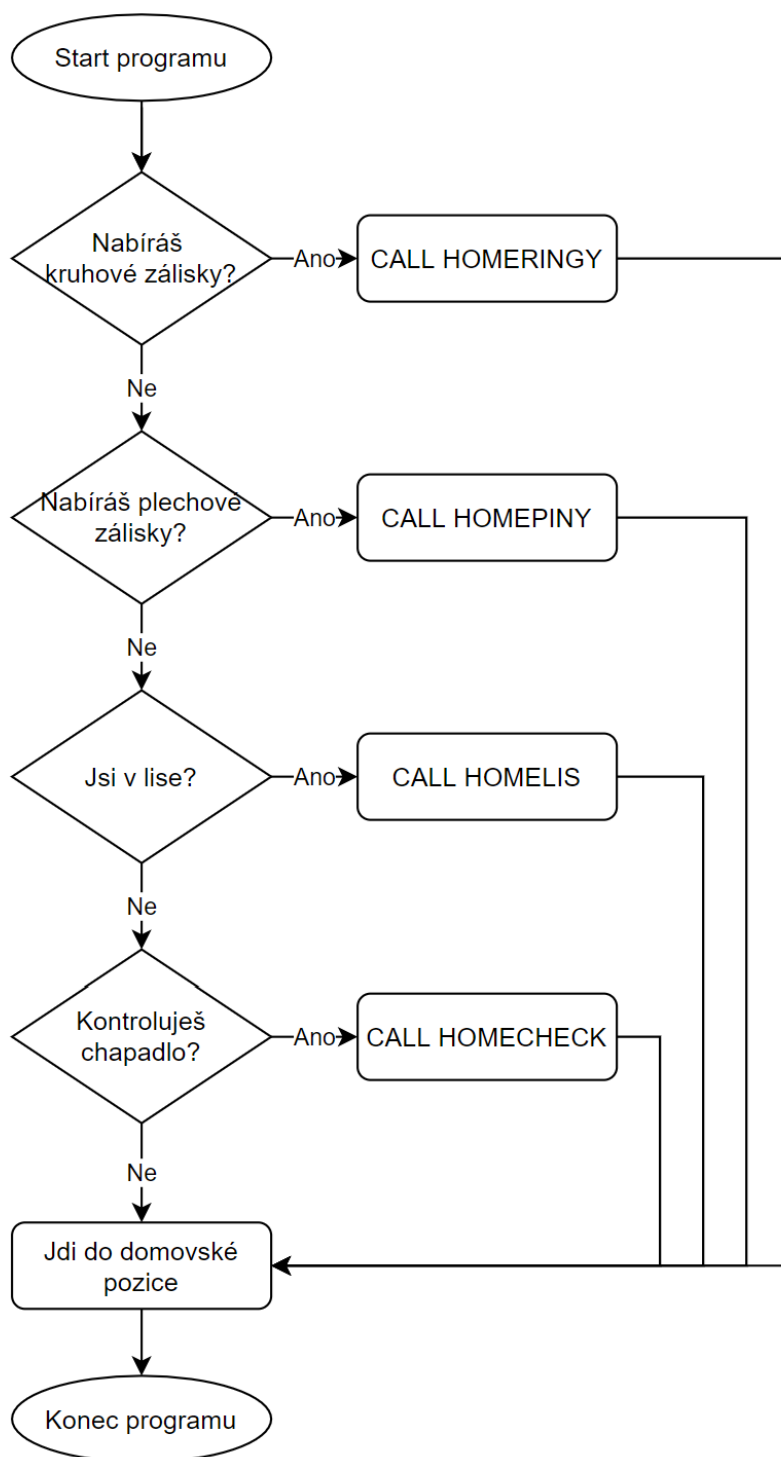 Start programu
Nabíráš
kruhové zálisky?
Ano
CALL HOMERINGY
Ne
Nabíráš plechové
zálisky?
Ano
CALL HOMEPINY
Ne
Jsi v lise?
Ano
CALL HOMELIS
Ne
Kontroluješ
chapadlo?
Ano
CALL HOMECHECK
Ne
Jdi do domovské
pozice
Konec programu